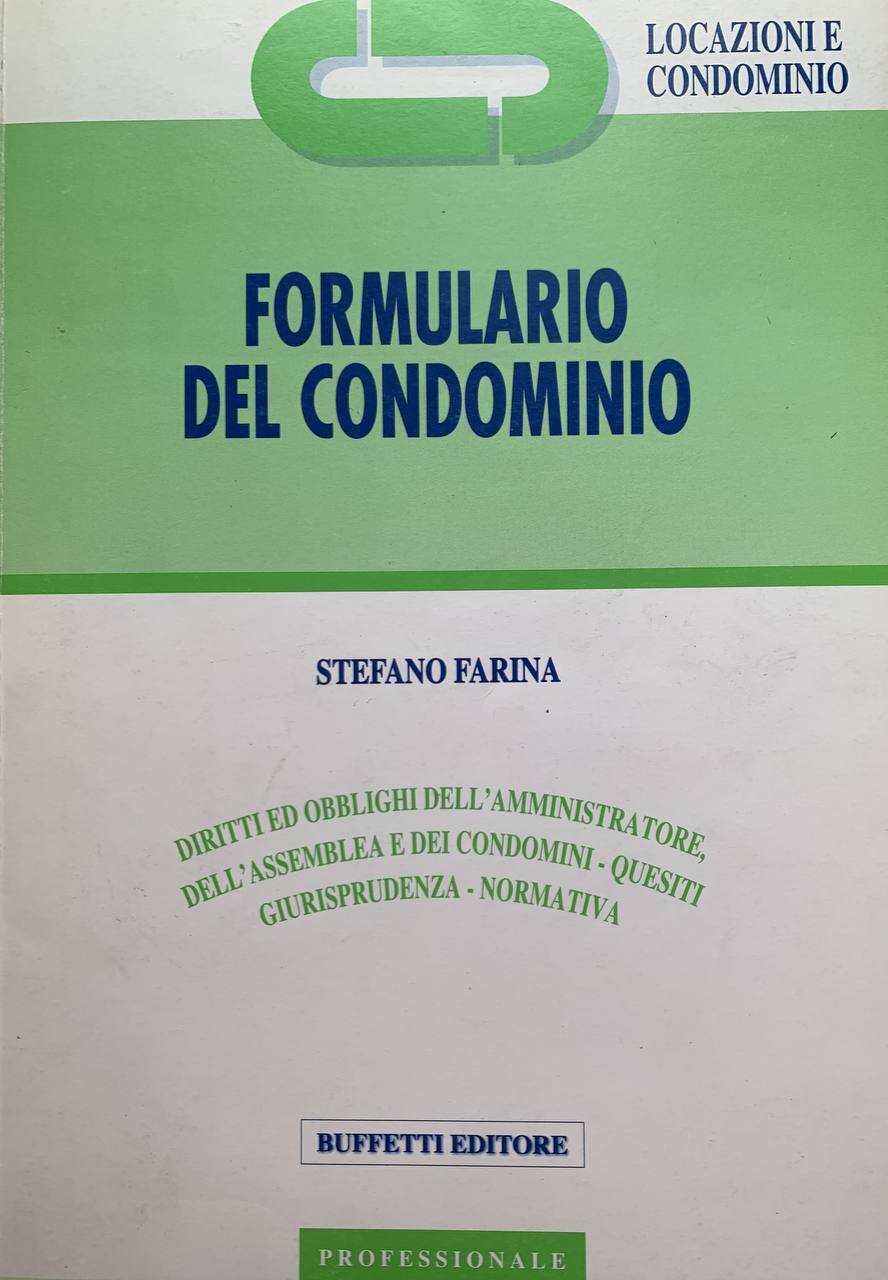 LOCAZIONI E
CONDOMINIO
FORMULARIO
DEL CONDOMINIO
STEFANO FARINA
DIRITTI ED OBBLIGHI DELL'AMMINISTRATORE,
DELL'ASSEMBLEA E DEI CONDOMINI - QUESITI
GIURISPRUDENZA - NORMATIVA
BUFFETTI EDITORE
PROFESSIONALE